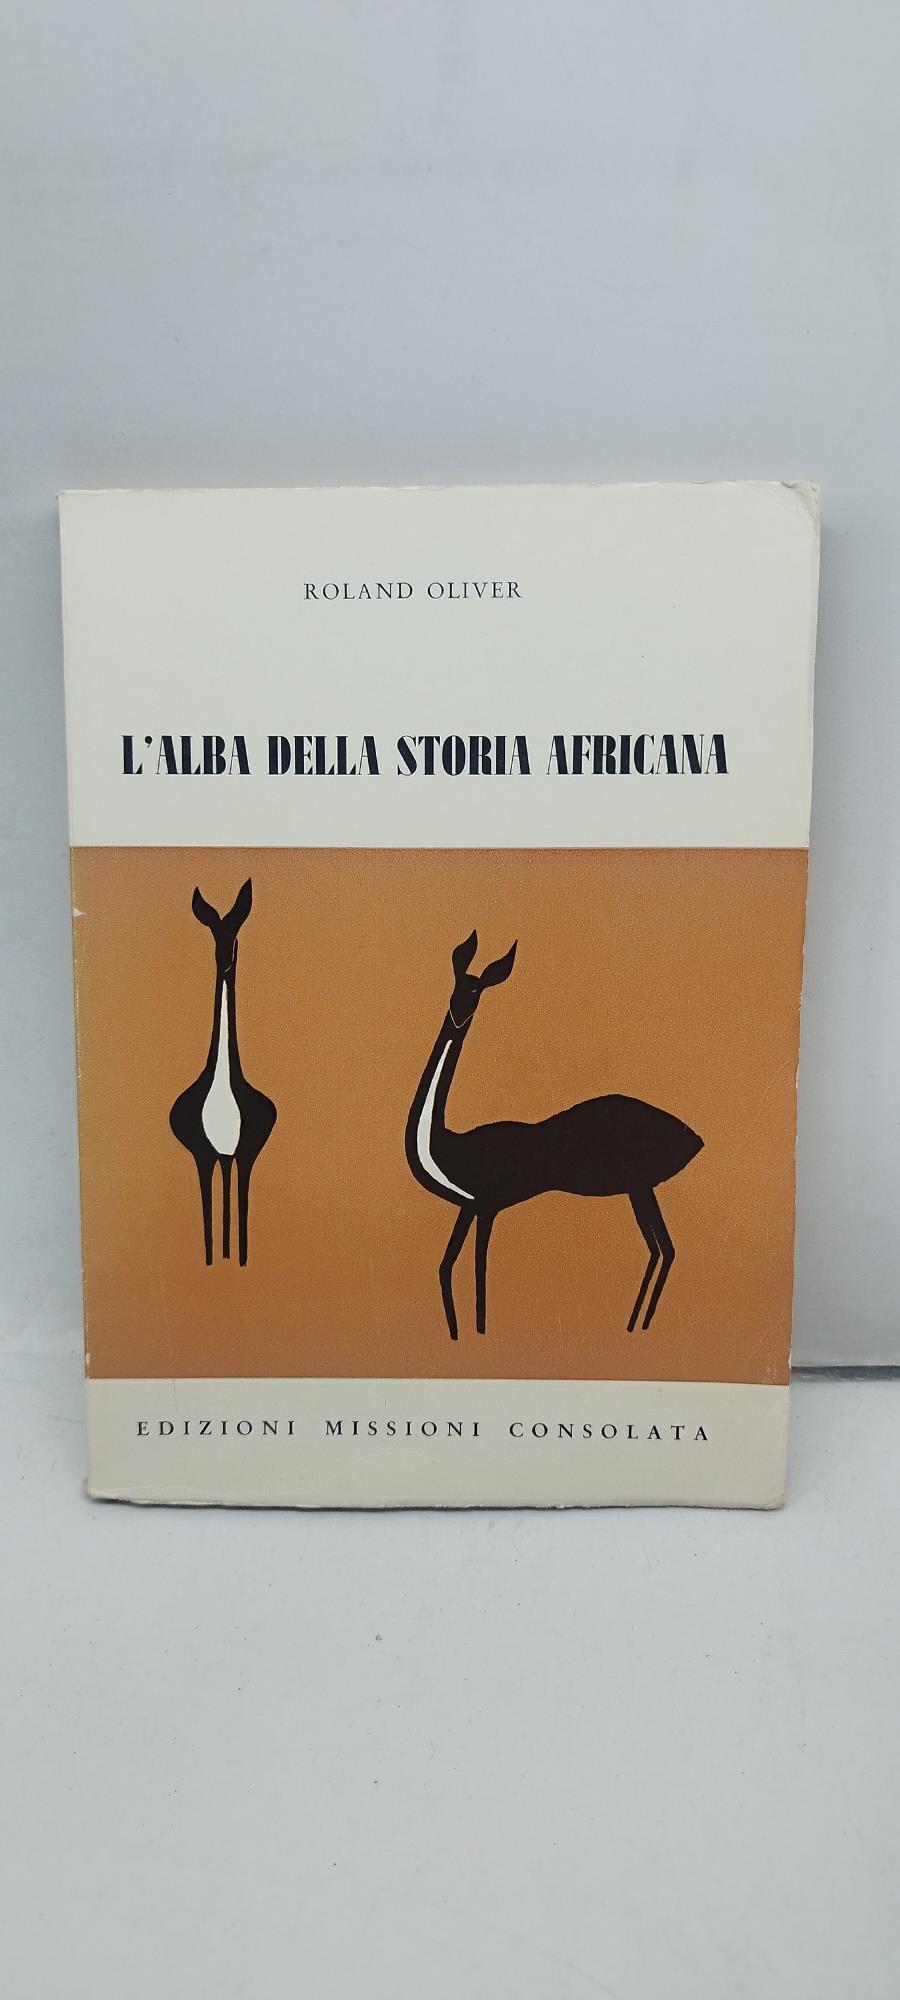 ROLAND OLIVER
L'ALBA DELLA STORIA AFRICANA
EDIZIONI MISSIONI CONSOLATA